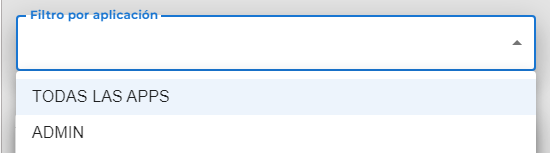 Filtro por aplicación
TODAS LAS APPS
ADMIN